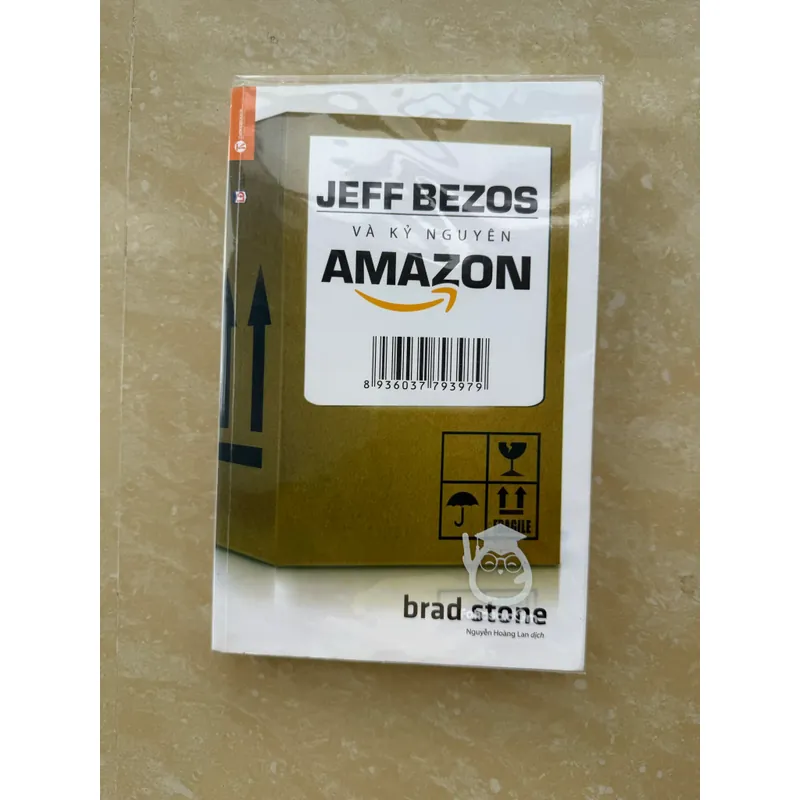 JEFF BEZOS
VÀ KỶ NGUYÊN
AMAZON
8 936037 793979
FRAGILE
brad stone
Nguyễn Hoàng Lan dịch